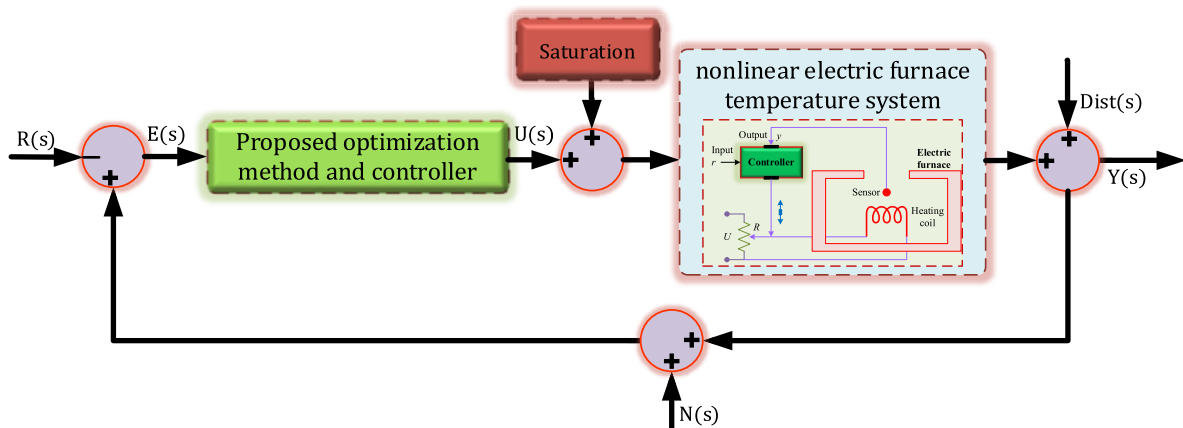 Saturation
nonlinear electric furnace
temperature system
Dist(s)
R(s)
E(s)
Proposed optimization
method and controller
U(s)
Y(s)
Output
y
Input
r
Controller
Electric
furnace
Sensor
Heating
coil
U
R
N(s)